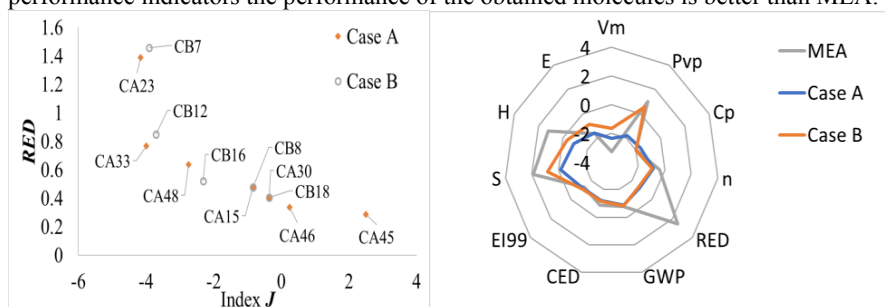 performance indicators the performance of the obtained molecules is better than MEA.
1.6
1.4
1.2
1
0.8
0.6
0.4
0.2
0
RED
-6
-4
-2
0
2
4
Index J
Case A
Case B
CB7
CA23
CB12
CA33
CB16
CA48
CB8
CA30
CB18
CA15
CA46
CA45
Vm
Pvp
Cp
n
RED
GWP
CED
EI99
S
H
E
4
2
0
-2
-4
MEA
Case A
Case B